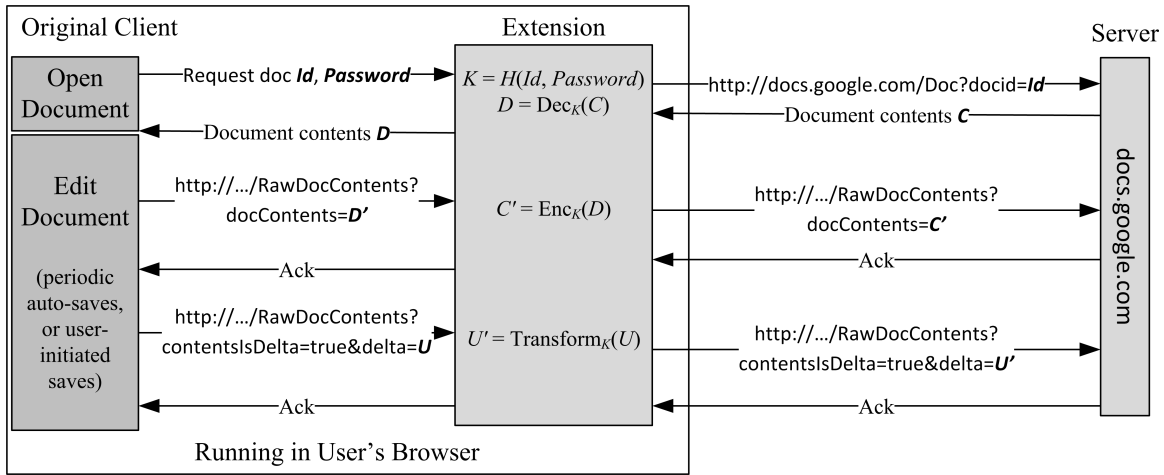 Original Client
Extension
Server
Open
Document
Request doc Id, Password
K = H(Id, Password)
D = DecK(C)
http://docs.google.com/Doc?docid=Id
Document contents D
Document contents C
Edit
Document
(periodic
auto-saves,
or user-
initiated
saves)
http://…/RawDocContents?
docContents=D’
C' = EncK(D)
http://…/RawDocContents?
docContents=C’
Ack
Ack
http://…/RawDocContents?
contentsIsDelta=true&delta=U
U' = TransformK(U)
http://…/RawDocContents?
contentsIsDelta=true&delta=U’
Ack
Ack
docs.google.com
Running in User’s Browser